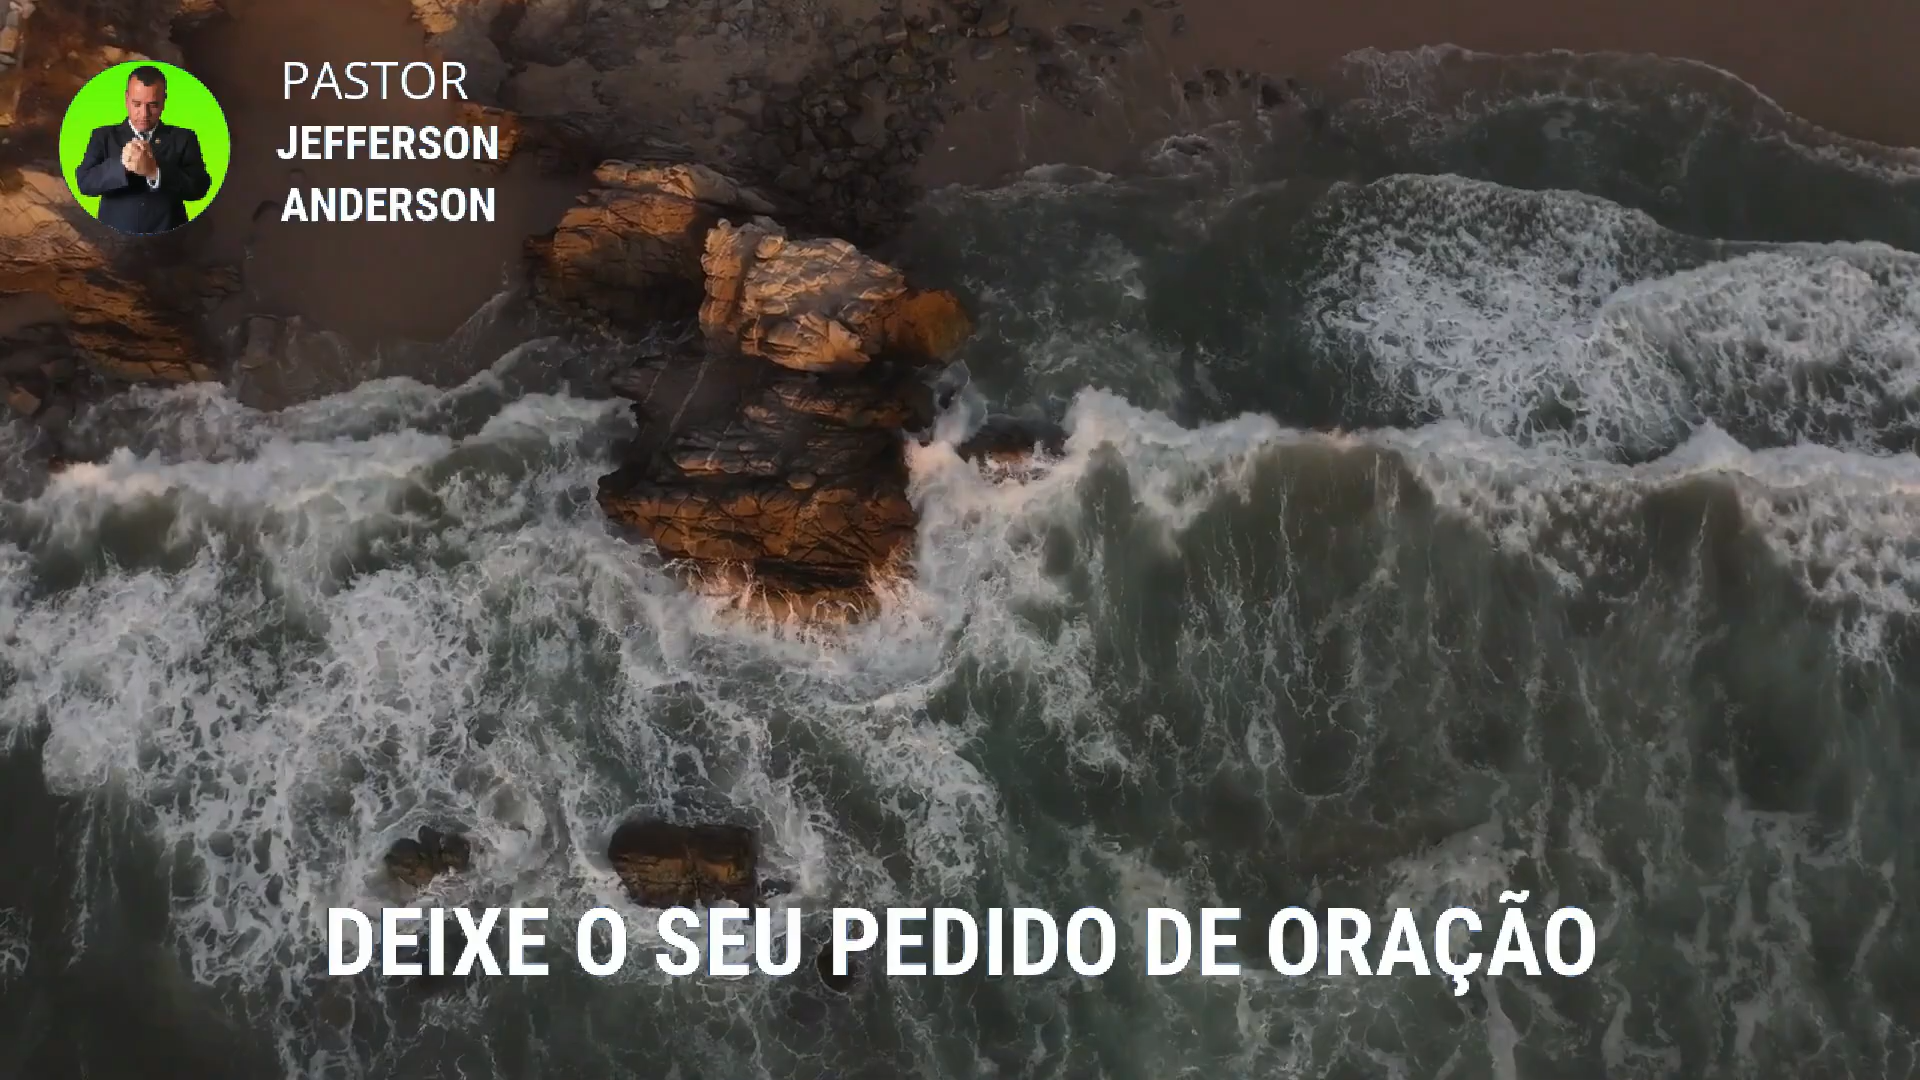 PASTOR
JEFFERSON
ANDERSON
DEIXE O SEU PEDIDO DE ORAÇÃO